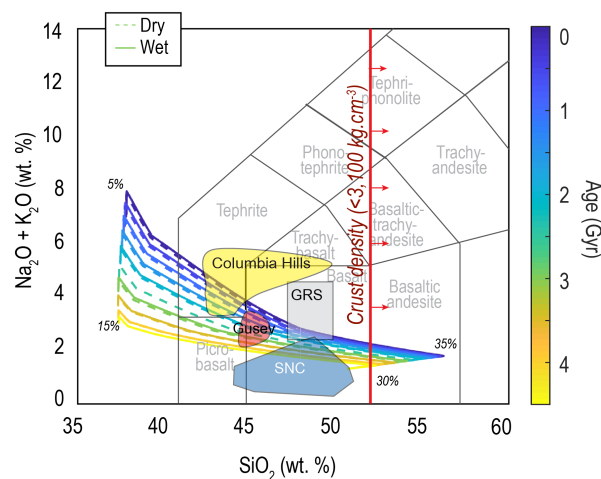 Dry
Wet
14
12
10
8
6
4
2
0
Na₂O + K₂O (wt. %)
35
40
45
50
55
60
SiO₂ (wt. %)
5%
15%
35%
30%
Tephri-
phonolite
Phono-
tephrite
Trachy-
andesite
Tephrite
Trachy-
basalt
Basaltic-
trachy-
andesite
Basalt
Basaltic
andesite
Picro-
basalt
Columbia Hills
GRS
Gusev
SNC
Crust density (<3,100 kg.cm⁻³)
0
1
2
3
4
Age (Gyr)